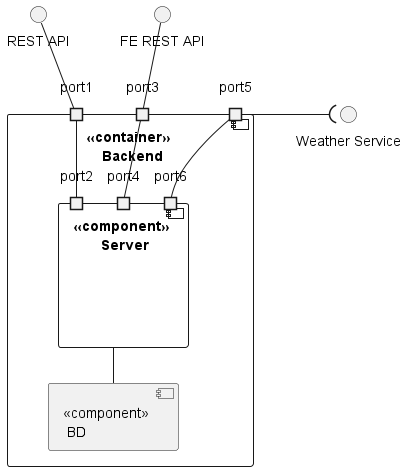 REST API
FE REST API
port1
port3
port5
<<container>>
Backend
Weather Service
port2
port4
port6
<<component>>
Server
<<component>>
BD